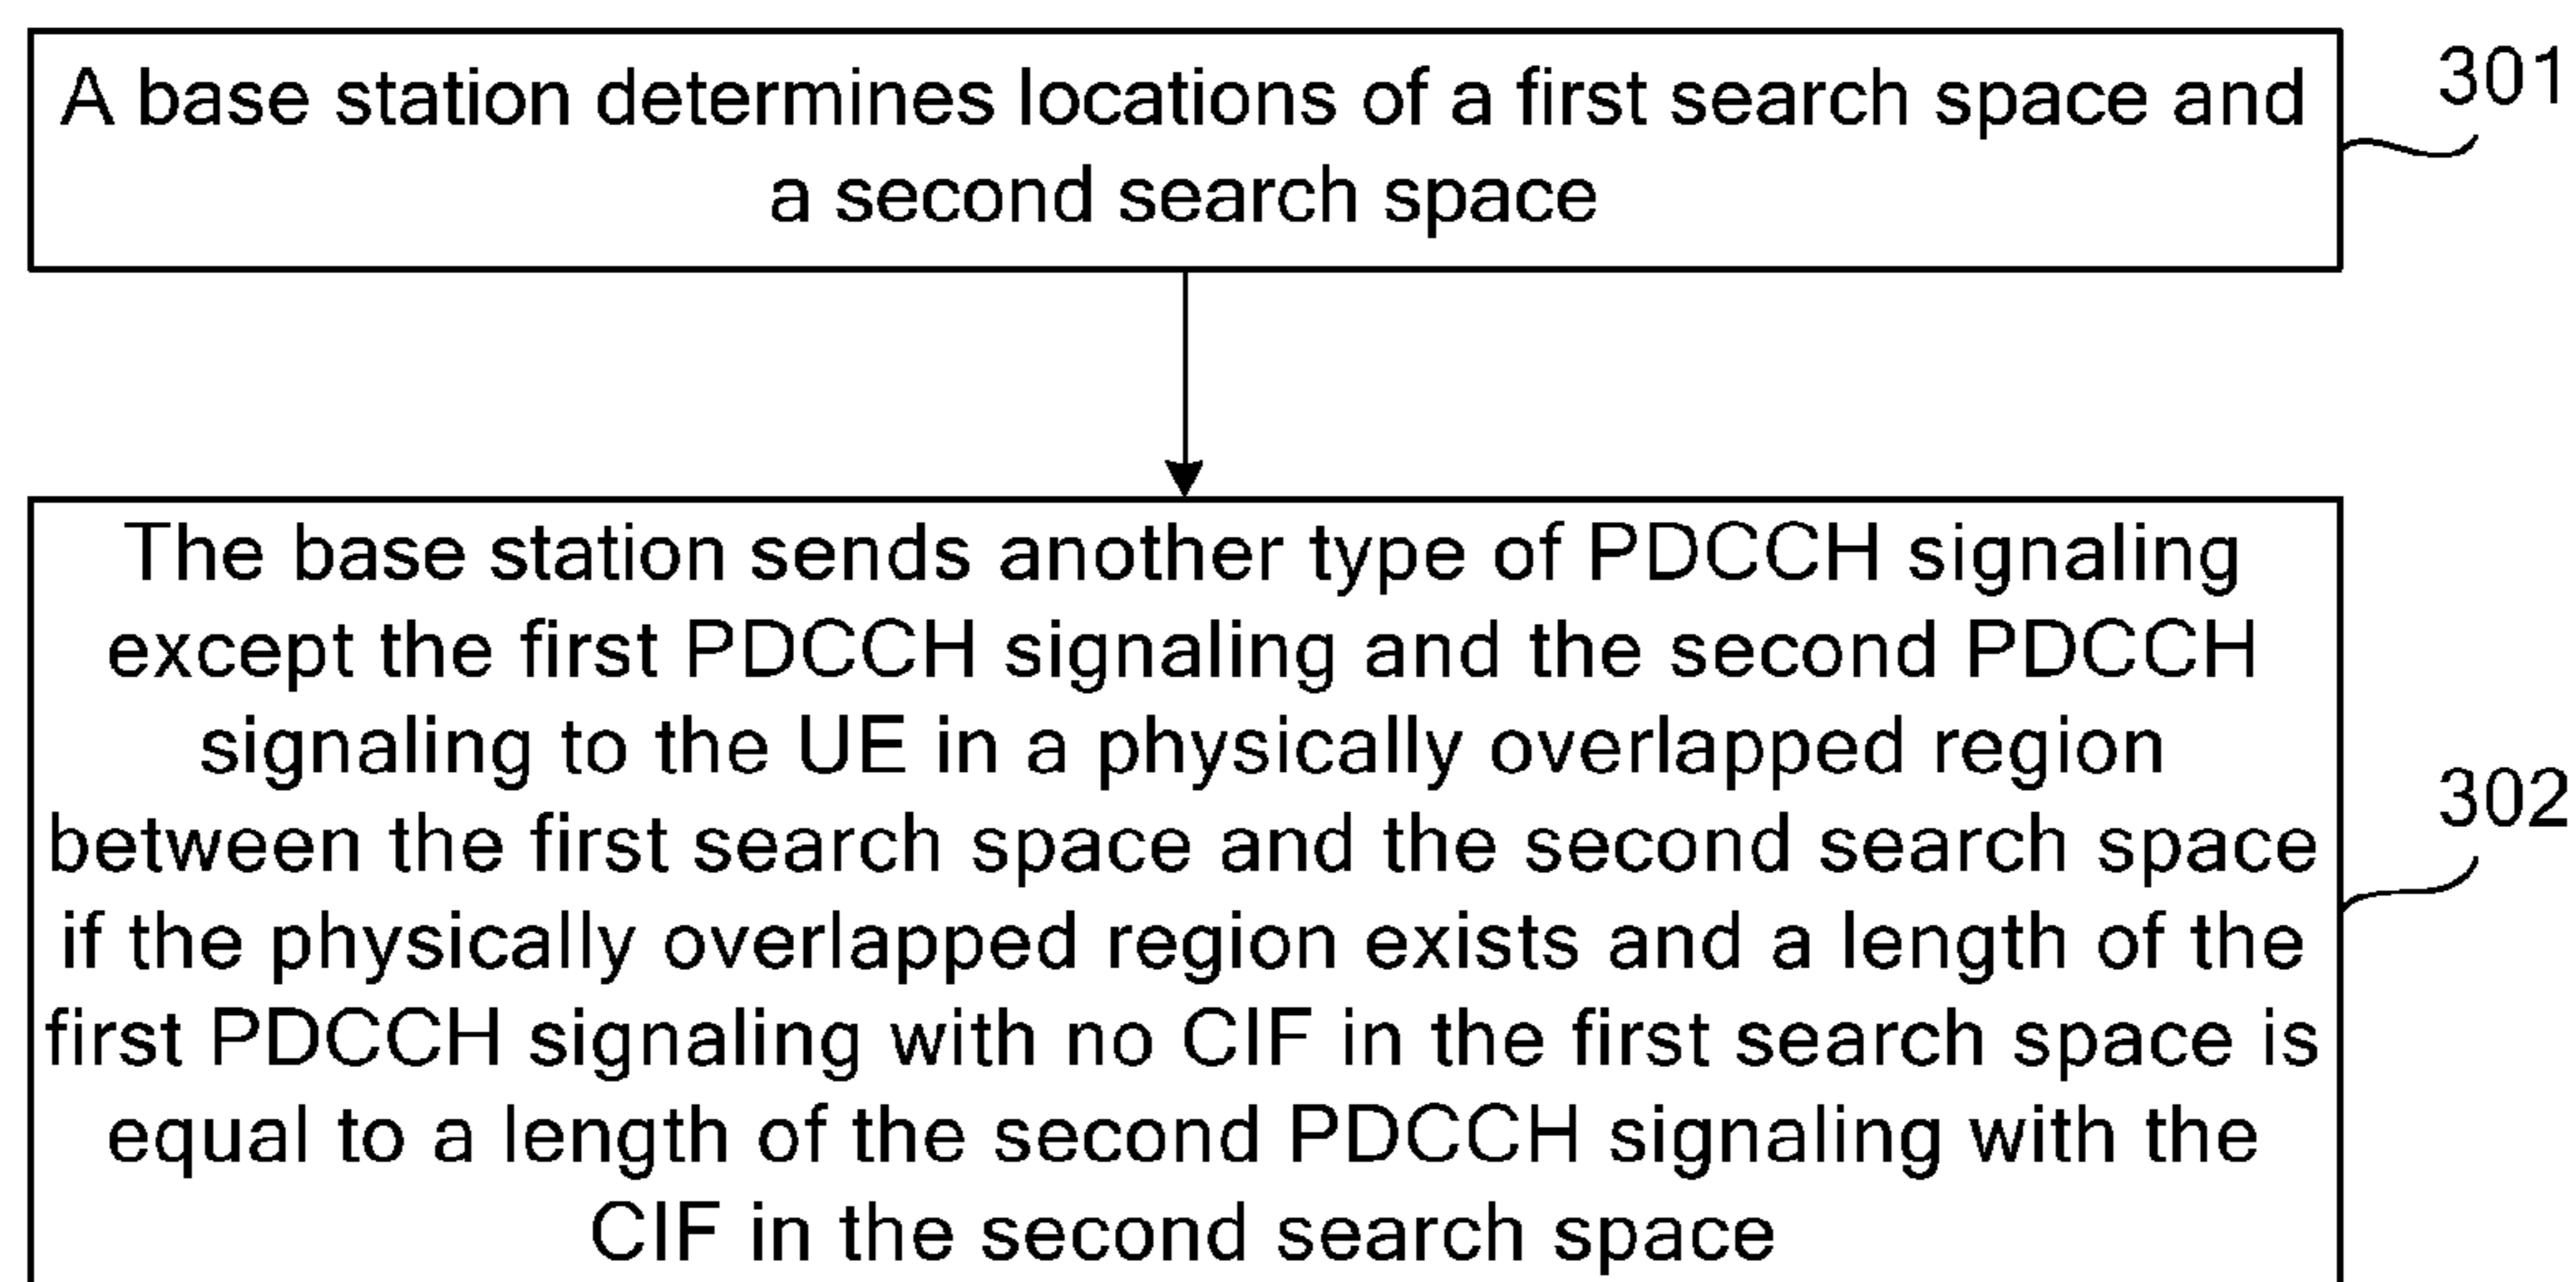 A base station determines locations of a first search space and
a second search space
301
The base station sends another type of PDCCH signaling
except the first PDCCH signaling and the second PDCCH
signaling to the UE in a physically overlapped region
between the first search space and the second search space
if the physically overlapped region exists and a length of the
first PDCCH signaling with no CIF in the first search space is
equal to a length of the second PDCCH signaling with the
CIF in the second search space
302